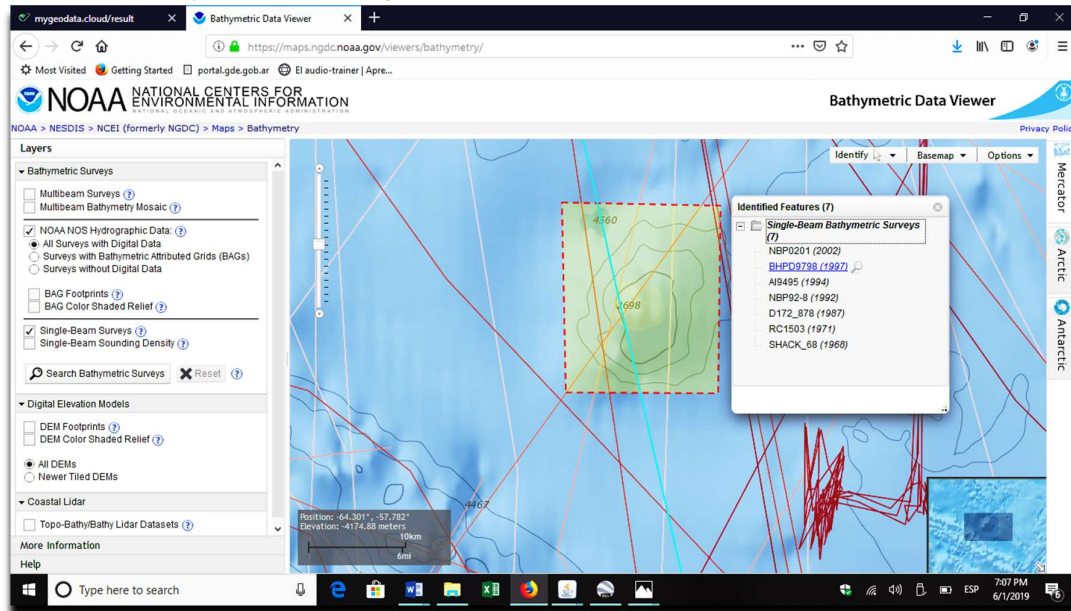 mygeodata.cloud/result
Bathymetric Data Viewer
https://maps.ngdc.noaa.gov/viewers/bathymetry/
Most Visited Getting Started portal.gde.gob.ar El audio-trainer | Apre...
NOAA NATIONAL CENTERS FOR
ENVIRONMENTAL INFORMATION
NATIONAL OCEANIC AND ATMOSPHERIC ADMINISTRATION
Bathymetric Data Viewer
NOAA > NESDIS > NCEI (formerly NGDC) > Maps > Bathymetry
Privacy Polic
Layers
Bathymetric Surveys
Multibeam Surveys (?)
Multibeam Bathymetry Mosaic (?)
NOAA NOS Hydrographic Data: (?)
All Surveys with Digital Data
Surveys with Bathymetric Attributed Grids (BAGs)
Surveys without Digital Data
BAG Footprints (?)
BAG Color Shaded Relief (?)
Single-Beam Surveys (?)
Single-Beam Sounding Density (?)
Search Bathymetric Surveys Reset (?)
Digital Elevation Models
DEM Footprints (?)
DEM Color Shaded Relief (?)
All DEMs
Newer Tiled DEMs
Coastal Lidar
Topo-Bathy/Bathy Lidar Datasets (?)
More Information
Help
Identify Basemap Options
4560
2698
4467
Identified Features (7)
Single-Beam Bathymetric Surveys
(7)
NBP0201 (2002)
BHPD9798 (1997)
AI9495 (1994)
NBP92-8 (1992)
D172_878 (1987)
RC1503 (1971)
SHACK_68 (1968)
Position: -64.301°, -57.782°
Elevation: -4174.88 meters
10km
6mi
Mercator
Arctic
Antarctic
Type here to search
ESP
7:07 PM
6/1/2019